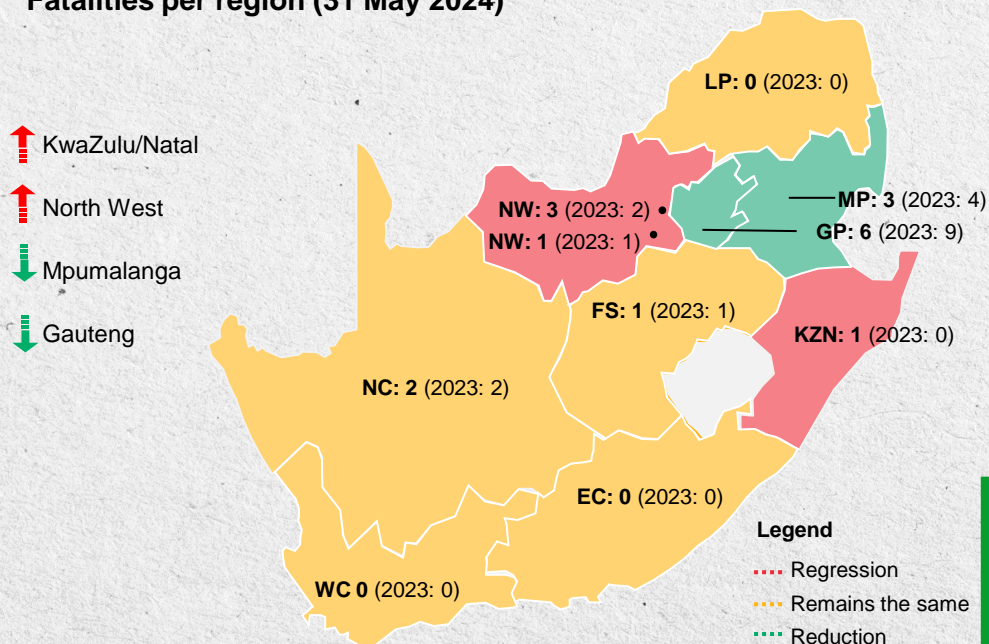 Fatalities per region (31 May 2024)
KwaZulu/Natal
North West
Mpumalanga
Gauteng
LP: 0 (2023: 0)
MP: 3 (2023: 4)
NW: 3 (2023: 2)
GP: 6 (2023: 9)
NW: 1 (2023: 1)
FS: 1 (2023: 1)
KZN: 1 (2023: 0)
NC: 2 (2023: 2)
EC: 0 (2023: 0)
WC 0 (2023: 0)
Legend
Regression
Remains the same
Reduction